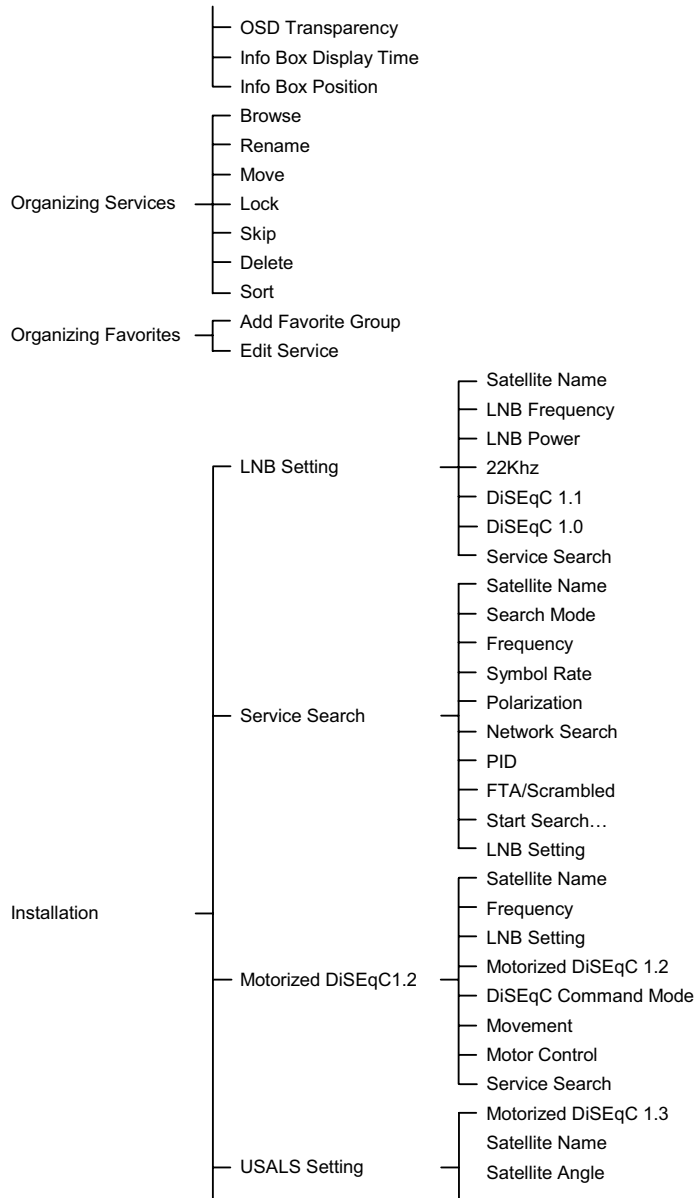 OSD Transparency
Info Box Display Time
Info Box Position
Organizing Services
Browse
Rename
Move
Lock
Skip
Delete
Sort
Organizing Favorites
Add Favorite Group
Edit Service
Installation
LNB Setting
Satellite Name
LNB Frequency
LNB Power
22Khz
DiSEqC 1.1
DiSEqC 1.0
Service Search
Service Search
Satellite Name
Search Mode
Frequency
Symbol Rate
Polarization
Network Search
PID
FTA/Scrambled
Start Search…
LNB Setting
Motorized DiSEqC1.2
Satellite Name
Frequency
LNB Setting
Motorized DiSEqC 1.2
DiSEqC Command Mode
Movement
Motor Control
Service Search
USALS Setting
Motorized DiSEqC 1.3
Satellite Name
Satellite Angle